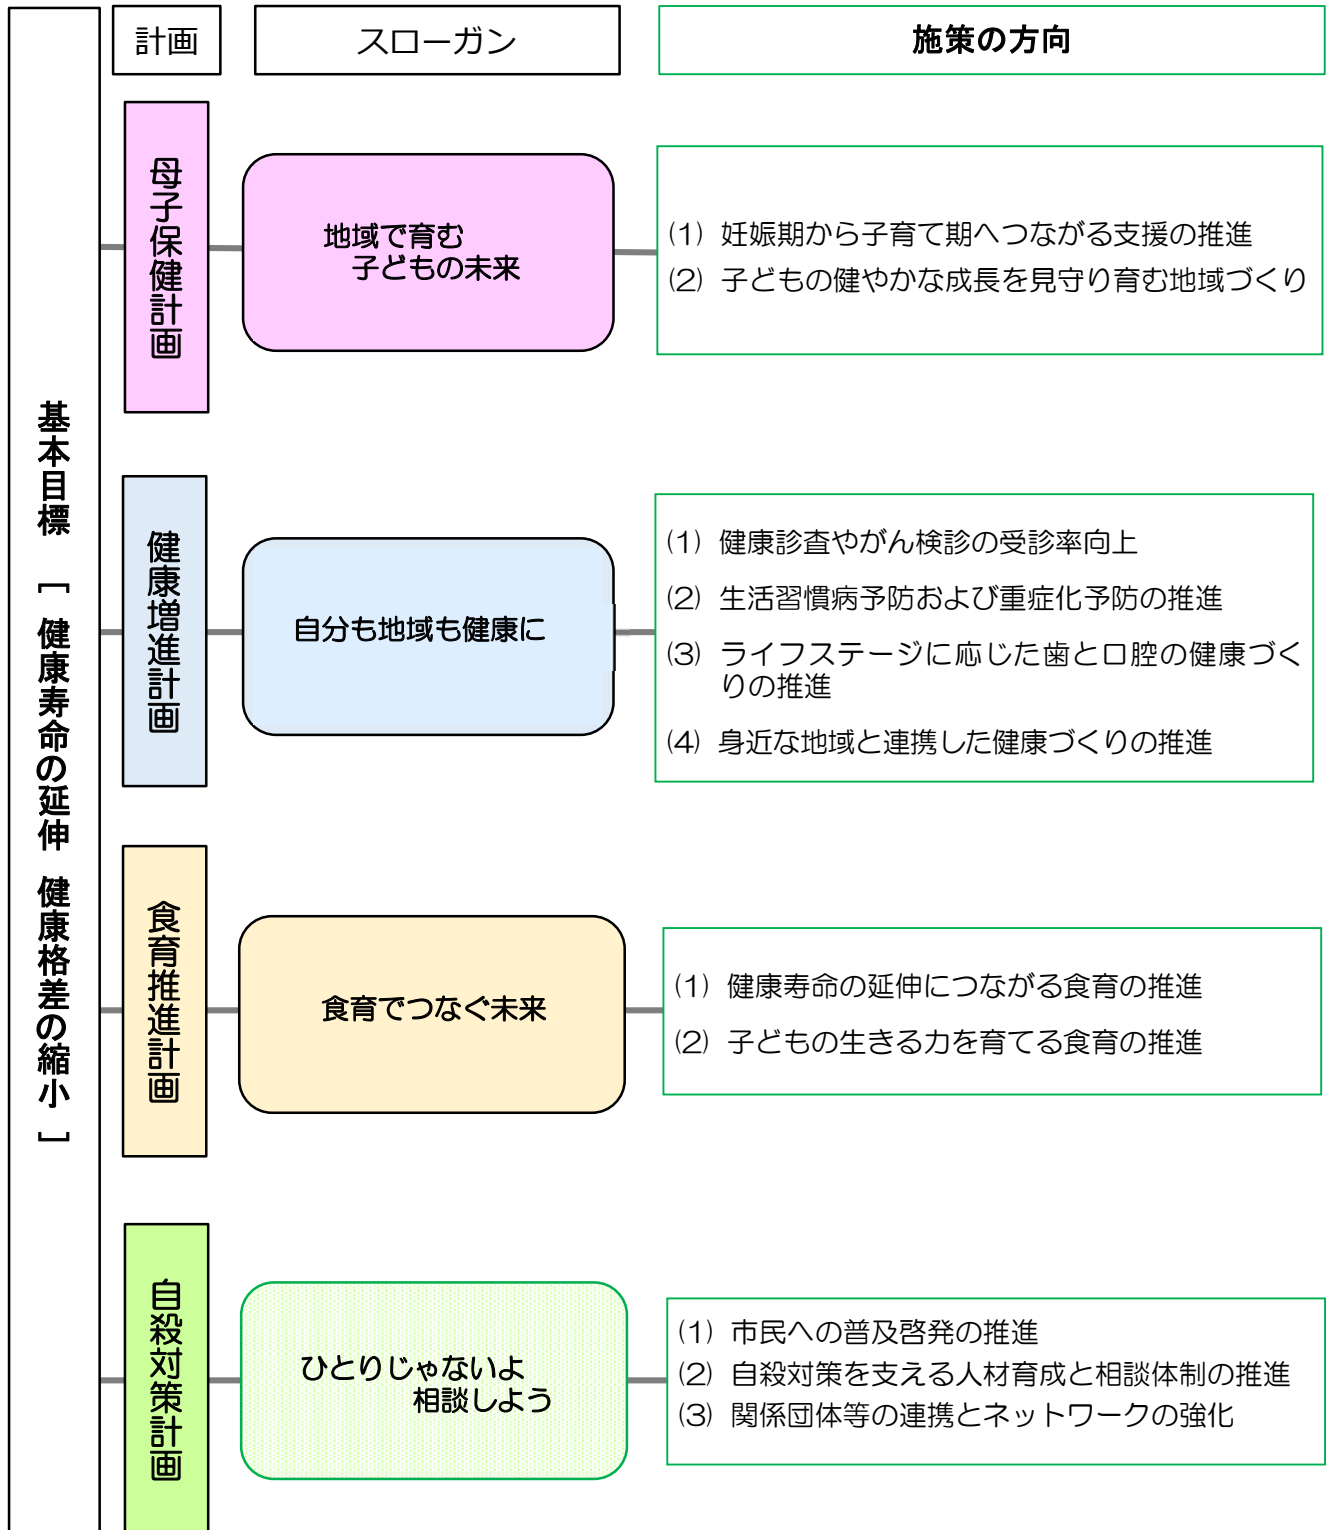 計画
スローガン
施策の方向
基本目標 [ 健康寿命の延伸 健康格差の縮小 ]
母子保健計画
地域で育む
子どもの未来
(1) 妊娠期から子育て期へつながる支援の推進
(2) 子どもの健やかな成長を見守り育む地域づくり
健康増進計画
自分も地域も健康に
(1) 健康診査やがん検診の受診率向上
(2) 生活習慣病予防および重症化予防の推進
(3) ライフステージに応じた歯と口腔の健康づく
りの推進
(4) 身近な地域と連携した健康づくりの推進
食育推進計画
食育でつなぐ未来
(1) 健康寿命の延伸につながる食育の推進
(2) 子どもの生きる力を育てる食育の推進
自殺対策計画
ひとりじゃないよ
相談しよう
(1) 市民への普及啓発の推進
(2) 自殺対策を支える人材育成と相談体制の推進
(3) 関係団体等の連携とネットワークの強化